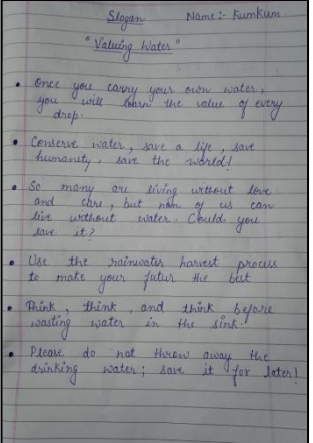 Slogan Name:- Kumkum.
"Valuing Water"
• Once you carry your own water,
you will learn the value of every
drop.
• Conserve water, save a life, save
humanity, save the world!
• So many are living without love
and care, but non of us can
live without water. Could you
save it?
• Use the rainwater harvest process
to make your futur the best
• Think, think, and think before
wasting water in the sink.
• Please do not throw away the
drinking water; save it for later!